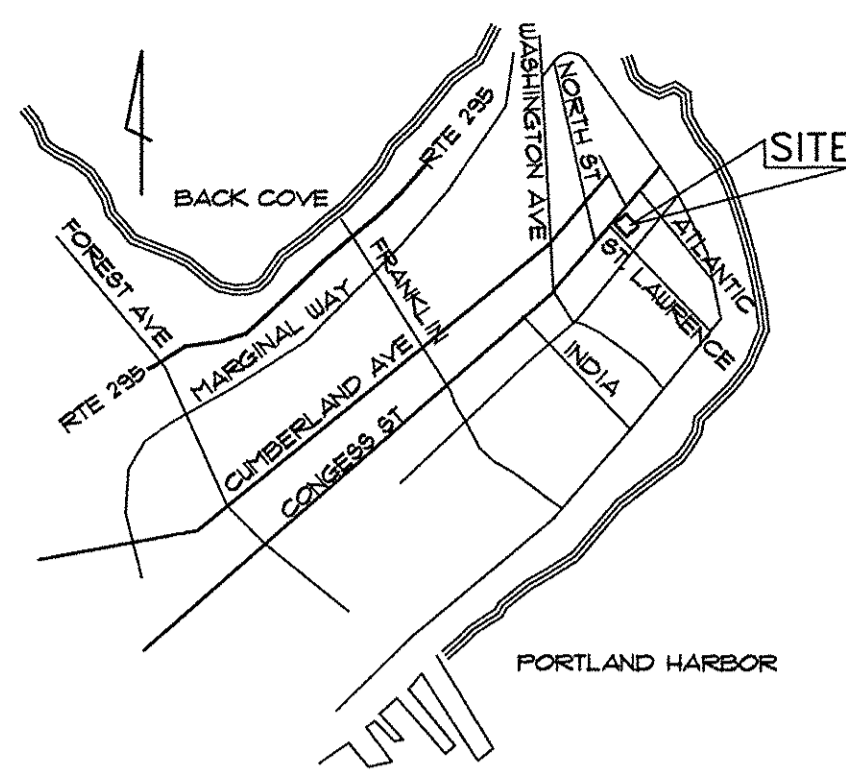 WASHINGTON AVE
NORTH ST
RTE 295
SITE
BACK COVE
FOREST AVE
FRANKLIN
ATLANTIC
ST. LAWRENCE
MARGINAL WAY
RTE 295
CUMBERLAND AVE
INDIA
CONGESS ST
PORTLAND HARBOR